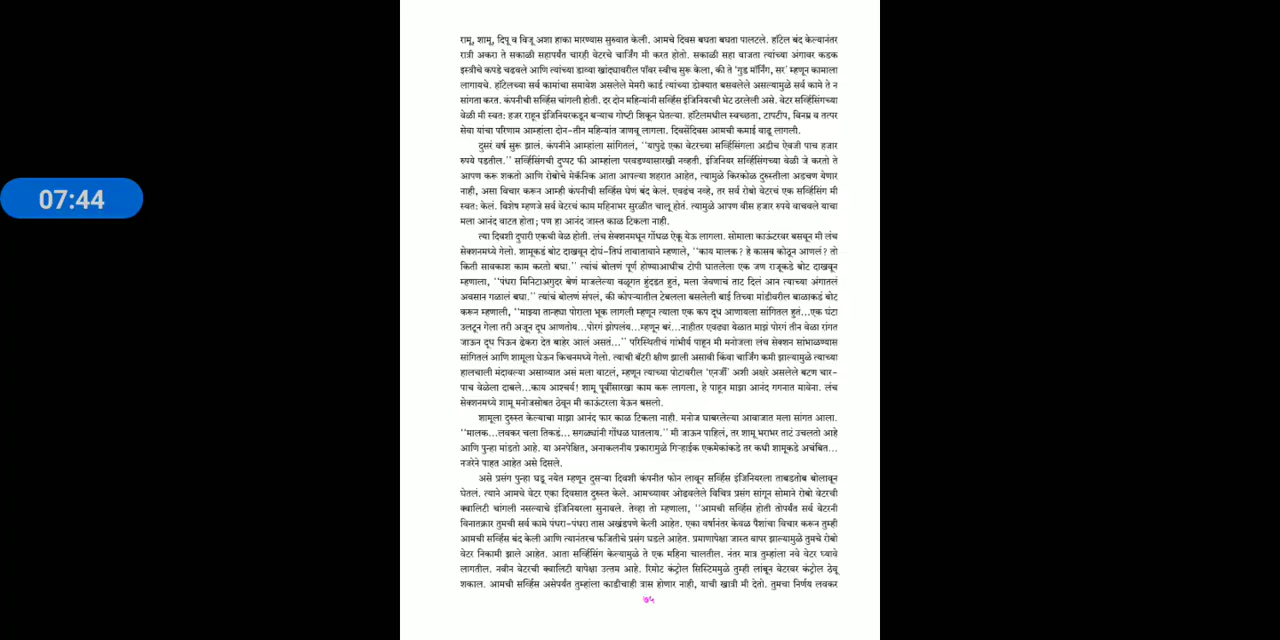 07:44
रामू, शामू, दिपू व विजू अशा हाका मारण्यास सुरुवात केली. आमचे दिवस बघता बघता पालटले. हॉटेल बंद केल्यानंतर
रात्री अकरा ते सकाळी सहापर्यंत चारही वेटरचे चार्जिंग मी करत होतो. सकाळी सहा वाजता त्यांच्या अंगावर कडक
इस्त्रीचे कपडे चढवले आणि त्यांच्या डाव्या खांद्यावरील पॉवर स्वीच सुरू केला, की ते ‘गुड मॉर्निंग, सर’ म्हणून कामाला
लागायचे. हॉटेलच्या सर्व कामांचा समावेश असलेले मेमरी कार्ड त्यांच्या डोक्यात बसवलेले असल्यामुळे सर्व कामे ते न
सांगता करत. कंपनीची सर्व्हिस चांगली होती. दर दोन महिन्यांनी सर्व्हिस इंजिनियरची भेट ठरलेली असे. वेटर सर्व्हिसिंगच्या
वेळी मी स्वत: हजर राहून इंजिनियरकडून बऱ्याच गोष्टी शिकून घेतल्या. हॉटेलमधील स्वच्छता, टापटीप, विनम्र व तत्पर
सेवा यांचा परिणाम आम्हांला दोन-तीन महिन्यांत जाणवू लागला. दिवसेंदिवस आमची कमाई वाढू लागली.
दुसरं वर्ष सुरू झालं. कंपनीने आम्हांला सांगितलं, ‘‘यापुढे एका वेटरच्या सर्व्हिसिंगला अडीच ऐवजी पाच हजार
रुपये पडतील.’’ सर्व्हिसिंगची दुप्पट फी आम्हांला परवडण्यासारखी नव्हती. इंजिनियर सर्व्हिसिंगच्या वेळी जे करतो ते
आपण करू शकतो आणि रोबोचे मेकॅनिक आता आपल्या शहरात आहेत, त्यामुळे किरकोळ दुरुस्तीला अडचण येणार
नाही, असा विचार करून आम्ही कंपनीची सर्व्हिस घेणं बंद केलं. एवढंच नव्हे, तर सर्व रोबो वेटरचं एक सर्व्हिसिंग मी
स्वत: केलं. विशेष म्हणजे सर्व वेटरचं काम महिनाभर सुरळीत चालू होतं. त्यामुळे आपण वीस हजार रुपये वाचवले याचा
मला आनंद वाटत होता; पण हा आनंद जास्त काळ टिकला नाही.
त्या दिवशी दुपारी एकची वेळ होती. लंच सेक्शनमधून गोंधळ ऐकू येऊ लागला. सोमाला काऊंटरवर बसवून मी लंच
सेक्शनमध्ये गेलो. शामूकडं बोट दाखवून दोघं-तिघं तावातावाने म्हणाले, ‘‘काय मालक? हे कासव कोठून आणलं? तो
किती सावकाश काम करतो बघा.’’ त्यांचं बोलणं पूर्ण होण्याआधीच टोपी घातलेला एक जण राजूकडे बोट दाखवून
म्हणाला, ‘‘पंधरा मिनिटाअगुदर बेणं माजलेल्या वळूगत हुंदडत हुतं, मला जेवणाचं ताट दिलं आन त्याच्या अंगातलं
अवसान गळालं बघा.’’ त्यांचं बोलणं संपलं, की कोपऱ्यातील टेबलला बसलेली बाई तिच्या मांडीवरील बाळाकडं बोट
करून म्हणाली, ‘‘माझ्या तान्ह्या पोराला भूक लागली म्हणून त्याला एक कप दूध आणायला सांगितल हुतं...एक घंटा
उलटून गेला तरी अजून दूध आणतोय...पोरगं झोपलंय...म्हणून बरं...नाहीतर एवढ्या येळात माझं पोरगं तीन वेळा रांगत
जाऊन दूध पिऊन ढेकरा देत बाहेर आलं असतं...’’ परिस्थितीचं गांभीर्य पाहून मी मनोजला लंच सेक्शन सांभाळण्यास
सांगितलं आणि शामूला घेऊन किचनमध्ये गेलो. त्याची बॅटरी क्षीण झाली असावी किंवा चार्जिंग कमी झाल्यामुळे त्याच्या
हालचाली मंदावल्या असाव्यात असं मला वाटलं, म्हणून त्याच्या पोटावरील ‘एनर्जी’ अशी अक्षरे असलेले बटण चार-
पाच वेळेला दाबले...काय आश्चर्य! शामू पूर्वीसारखा काम करू लागला, हे पाहून माझा आनंद गगनात मावेना. लंच
सेक्शनमध्ये शामू मनोजसोबत ठेवून मी काऊंटरला येऊन बसलो.
शामूला दुरुस्त केल्याचा माझा आनंद फार काळ टिकला नाही. मनोज घाबरलेल्या आवाजात मला सांगत आला.
‘‘मालक...लवकर चला तिकडं... सगळ्यांनी गोंधळ घातलाय.’’ मी जाऊन पाहिलं, तर शामू भराभर ताटं उचलतो आहे
आणि पुन्हा मांडतो आहे. या अनपेक्षित, अनाकलनीय प्रकारामुळे गिऱ्हाईक एकमेकांकडे तर कधी शामूकडे अचंबित...
नजरेने पाहत आहेत असे दिसले.
असे प्रसंग पुन्हा घडू नयेत म्हणून दुसऱ्या दिवशी कंपनीत फोन लावून सर्व्हिस इंजिनियरला ताबडतोब बोलावून
घेतलं. त्याने आमचे वेटर एका दिवसात दुरुस्त केले. आमच्यावर ओढवलेले विचित्र प्रसंग सांगून सोमाने रोबो वेटरची
क्वालिटी चांगली नसल्याचे इंजिनियरला सुनावले. तेव्हा तो म्हणाला, ‘‘आमची सर्व्हिस होती तोपर्यंत सर्व वेटरनी
विनातक्रार तुमची सर्व कामे पंधरा-पंधरा तास अखंडपणे केली आहेत. एका वर्षानंतर केवळ पैशांचा विचार करून तुम्ही
आमची सर्व्हिस बंद केली आणि त्यानंतरच फजितीचे प्रसंग घडले आहेत. प्रमाणापेक्षा जास्त वापर झाल्यामुळे तुमचे रोबो
वेटर निकामी झाले आहेत. आता सर्व्हिसिंग केल्यामुळे ते एक महिना चालतील. नंतर मात्र तुम्हांला नवे वेटर घ्यावे
लागतील. नवीन वेटरची क्वालिटी यापेक्षा उत्तम आहे. रिमोट कंट्रोल सिस्टिममुळे तुम्ही लांबून वेटरवर कंट्रोल ठेवू
शकाल. आमची सर्व्हिस असेपर्यंत तुम्हांला काडीचाही त्रास होणार नाही, याची खात्री मी देतो. तुमचा निर्णय लवकर
७५